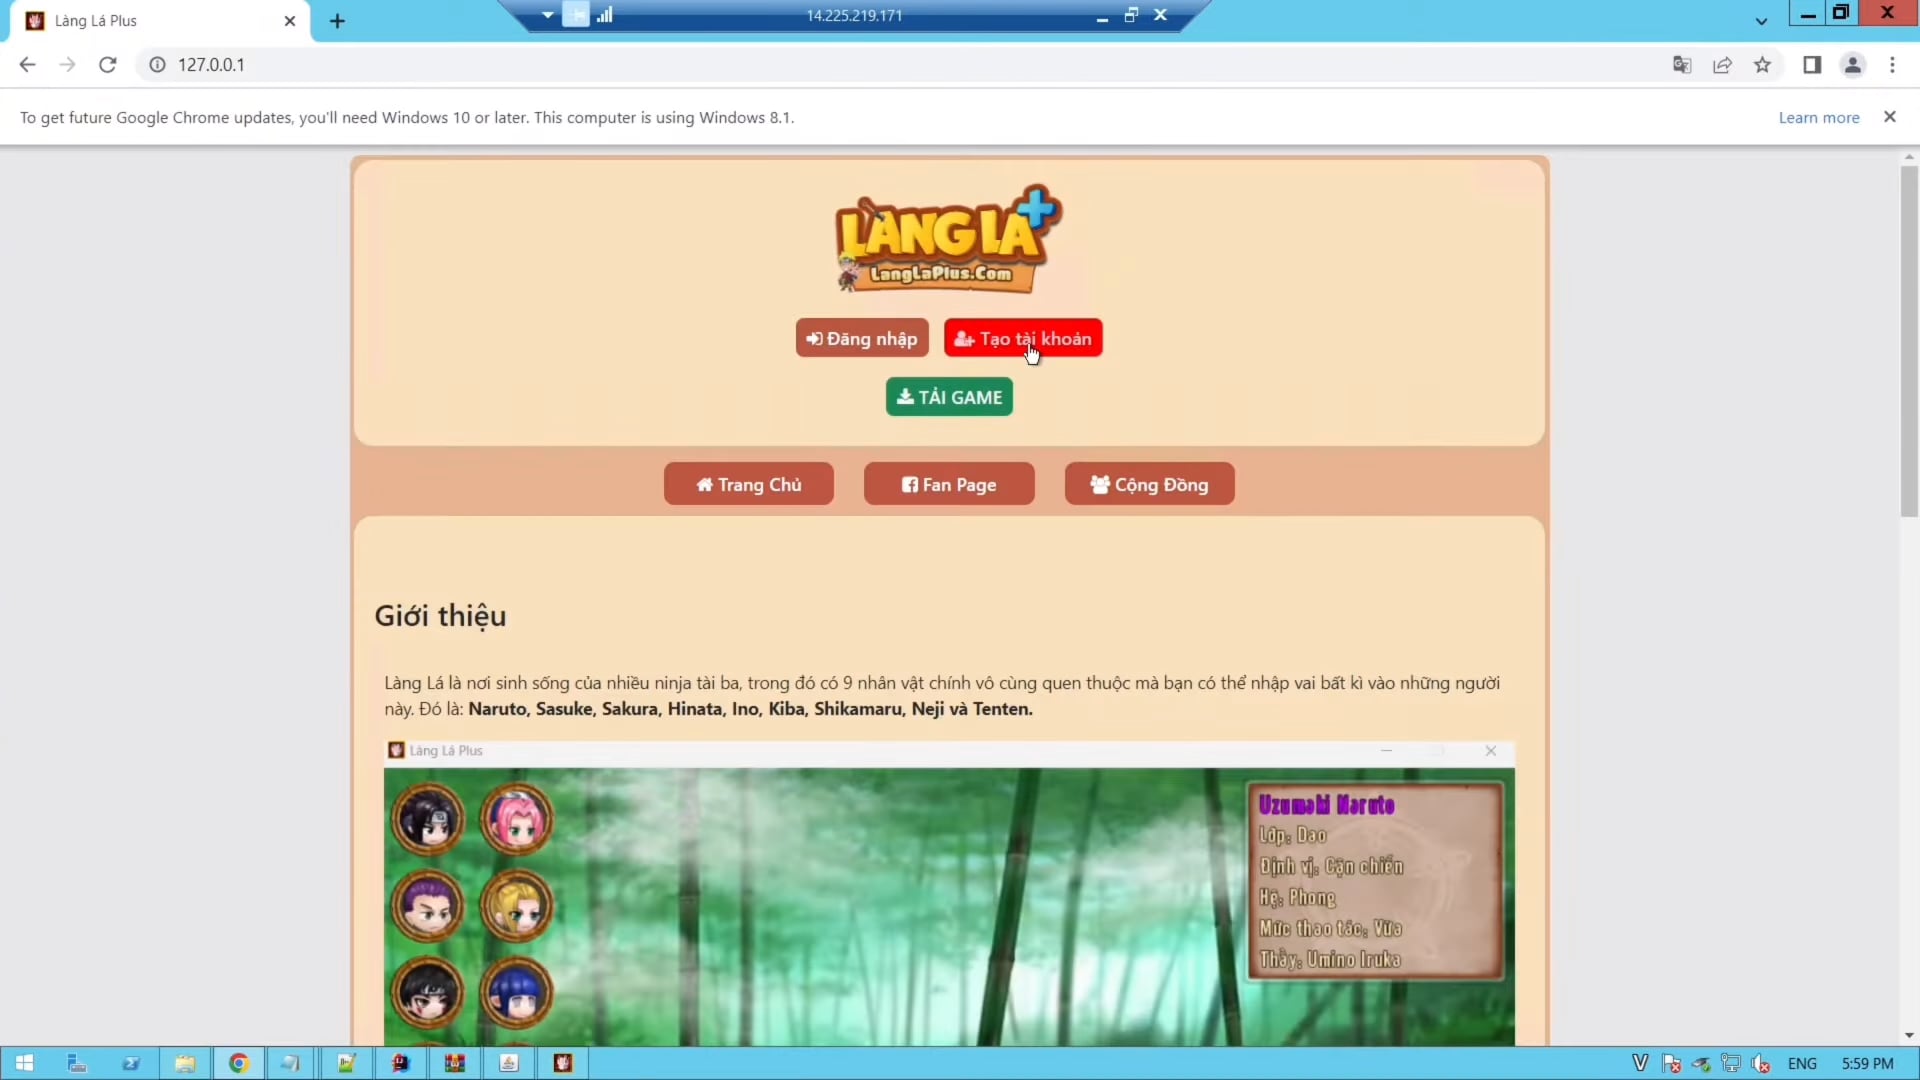 Làng Lá Plus
14.225.219.171
127.0.0.1
To get future Google Chrome updates, you'll need Windows 10 or later. This computer is using Windows 8.1.
Learn more
LÀNG LA+
LangLaPlus.Com
Đăng nhập
Tạo tài khoản
TẢI GAME
Trang Chủ
Fan Page
Cộng Đồng
Giới thiệu
Làng Lá là nơi sinh sống của nhiều ninja tài ba, trong đó có 9 nhân vật chính vô cùng quen thuộc mà bạn có thể nhập vai bất kì vào những người
này. Đó là: Naruto, Sasuke, Sakura, Hinata, Ino, Kiba, Shikamaru, Neji và Tenten.
Làng Lá Plus
Uzumaki Naruto
Lớp: Dao
Định vị: Cận chiến
Hệ: Phong
Mức thao tác: Vừa
Thầy: Umino Iruka
ENG
5:59 PM